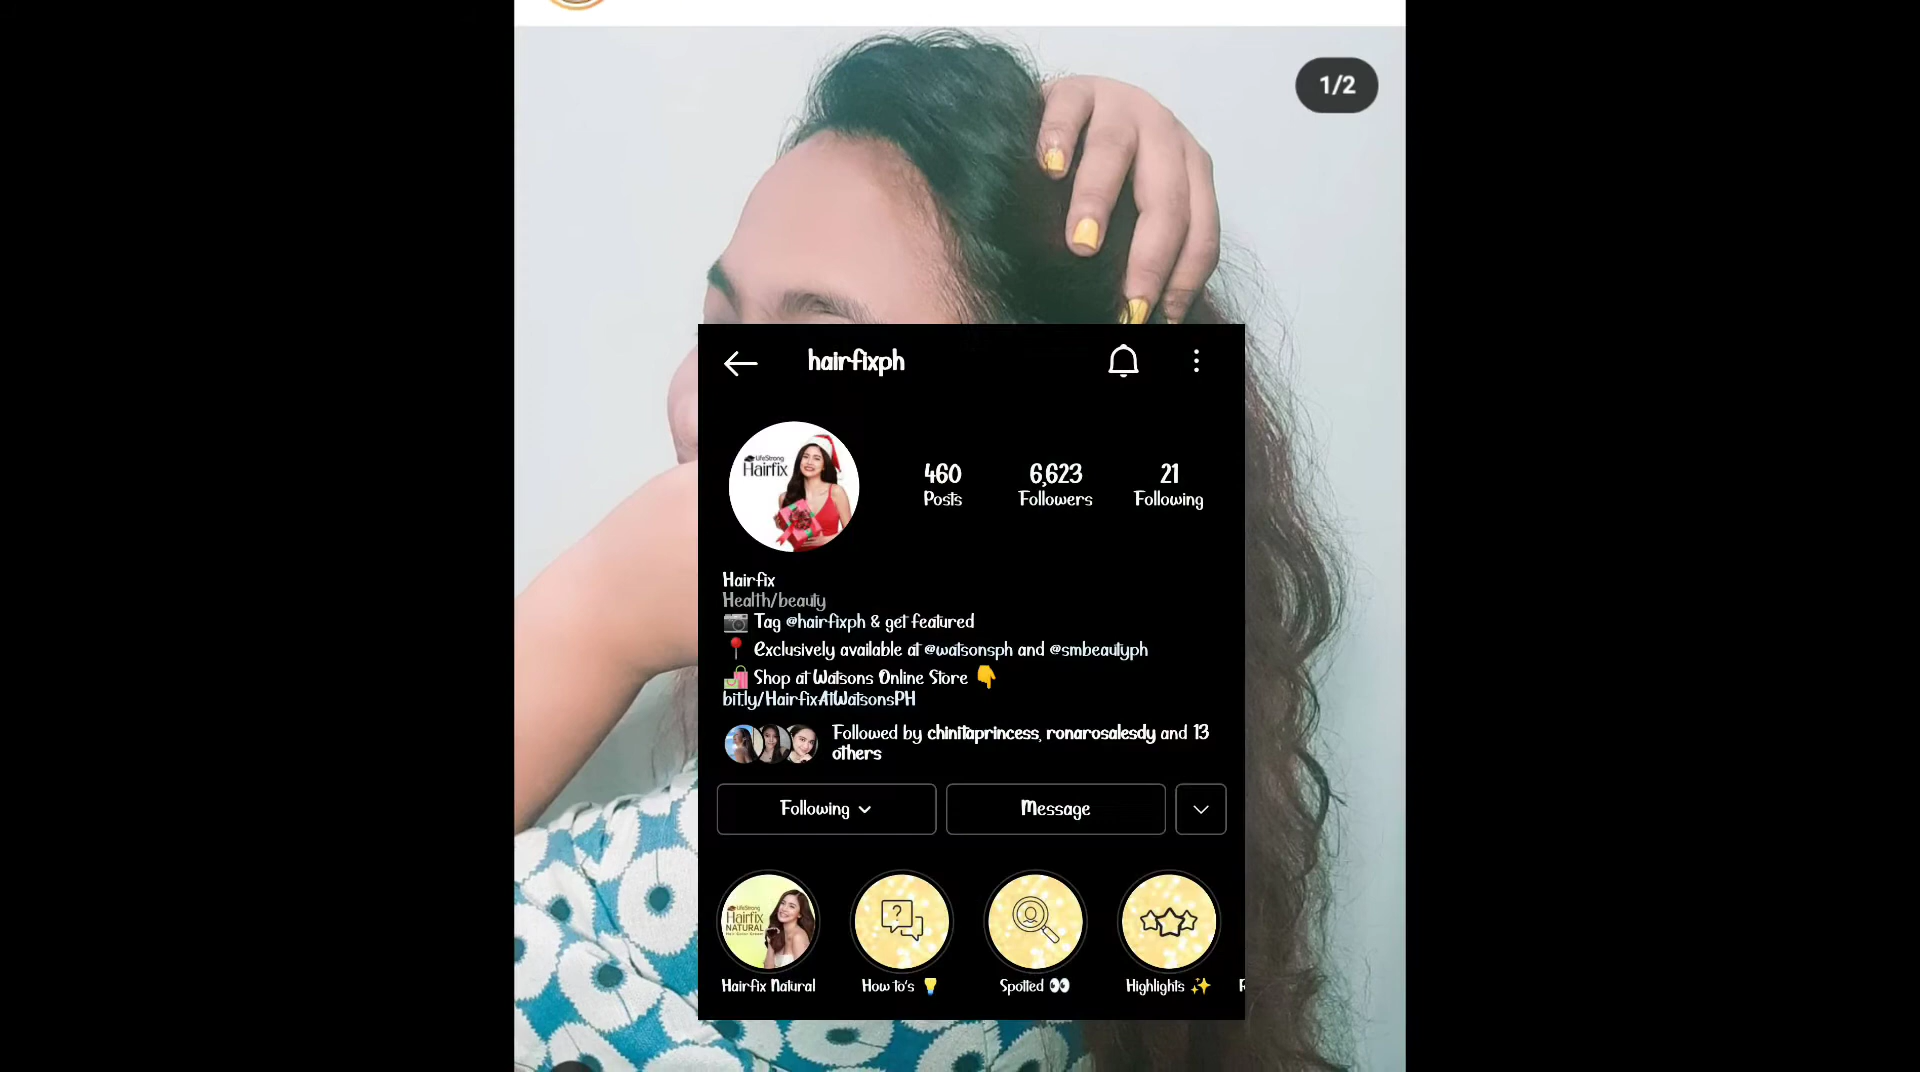 1/2
hairfixph
LifeStrong
Hairfix
460
Posts
6,623
Followers
21
Following
Hairfix
Health/beauty
Tag @hairfixph & get featured
Exclusively available at @watsonsph and @smbeautyph
Shop at Watsons Online Store
bit.ly/HairfixAtWatsonsPH
Followed by chinitaprincess, ronarosalesdy and 13
others
Following
Message
LifeStrong
Hairfix
NATURAL
?
Hairfix Natural
How to's
Spotted
Highlights